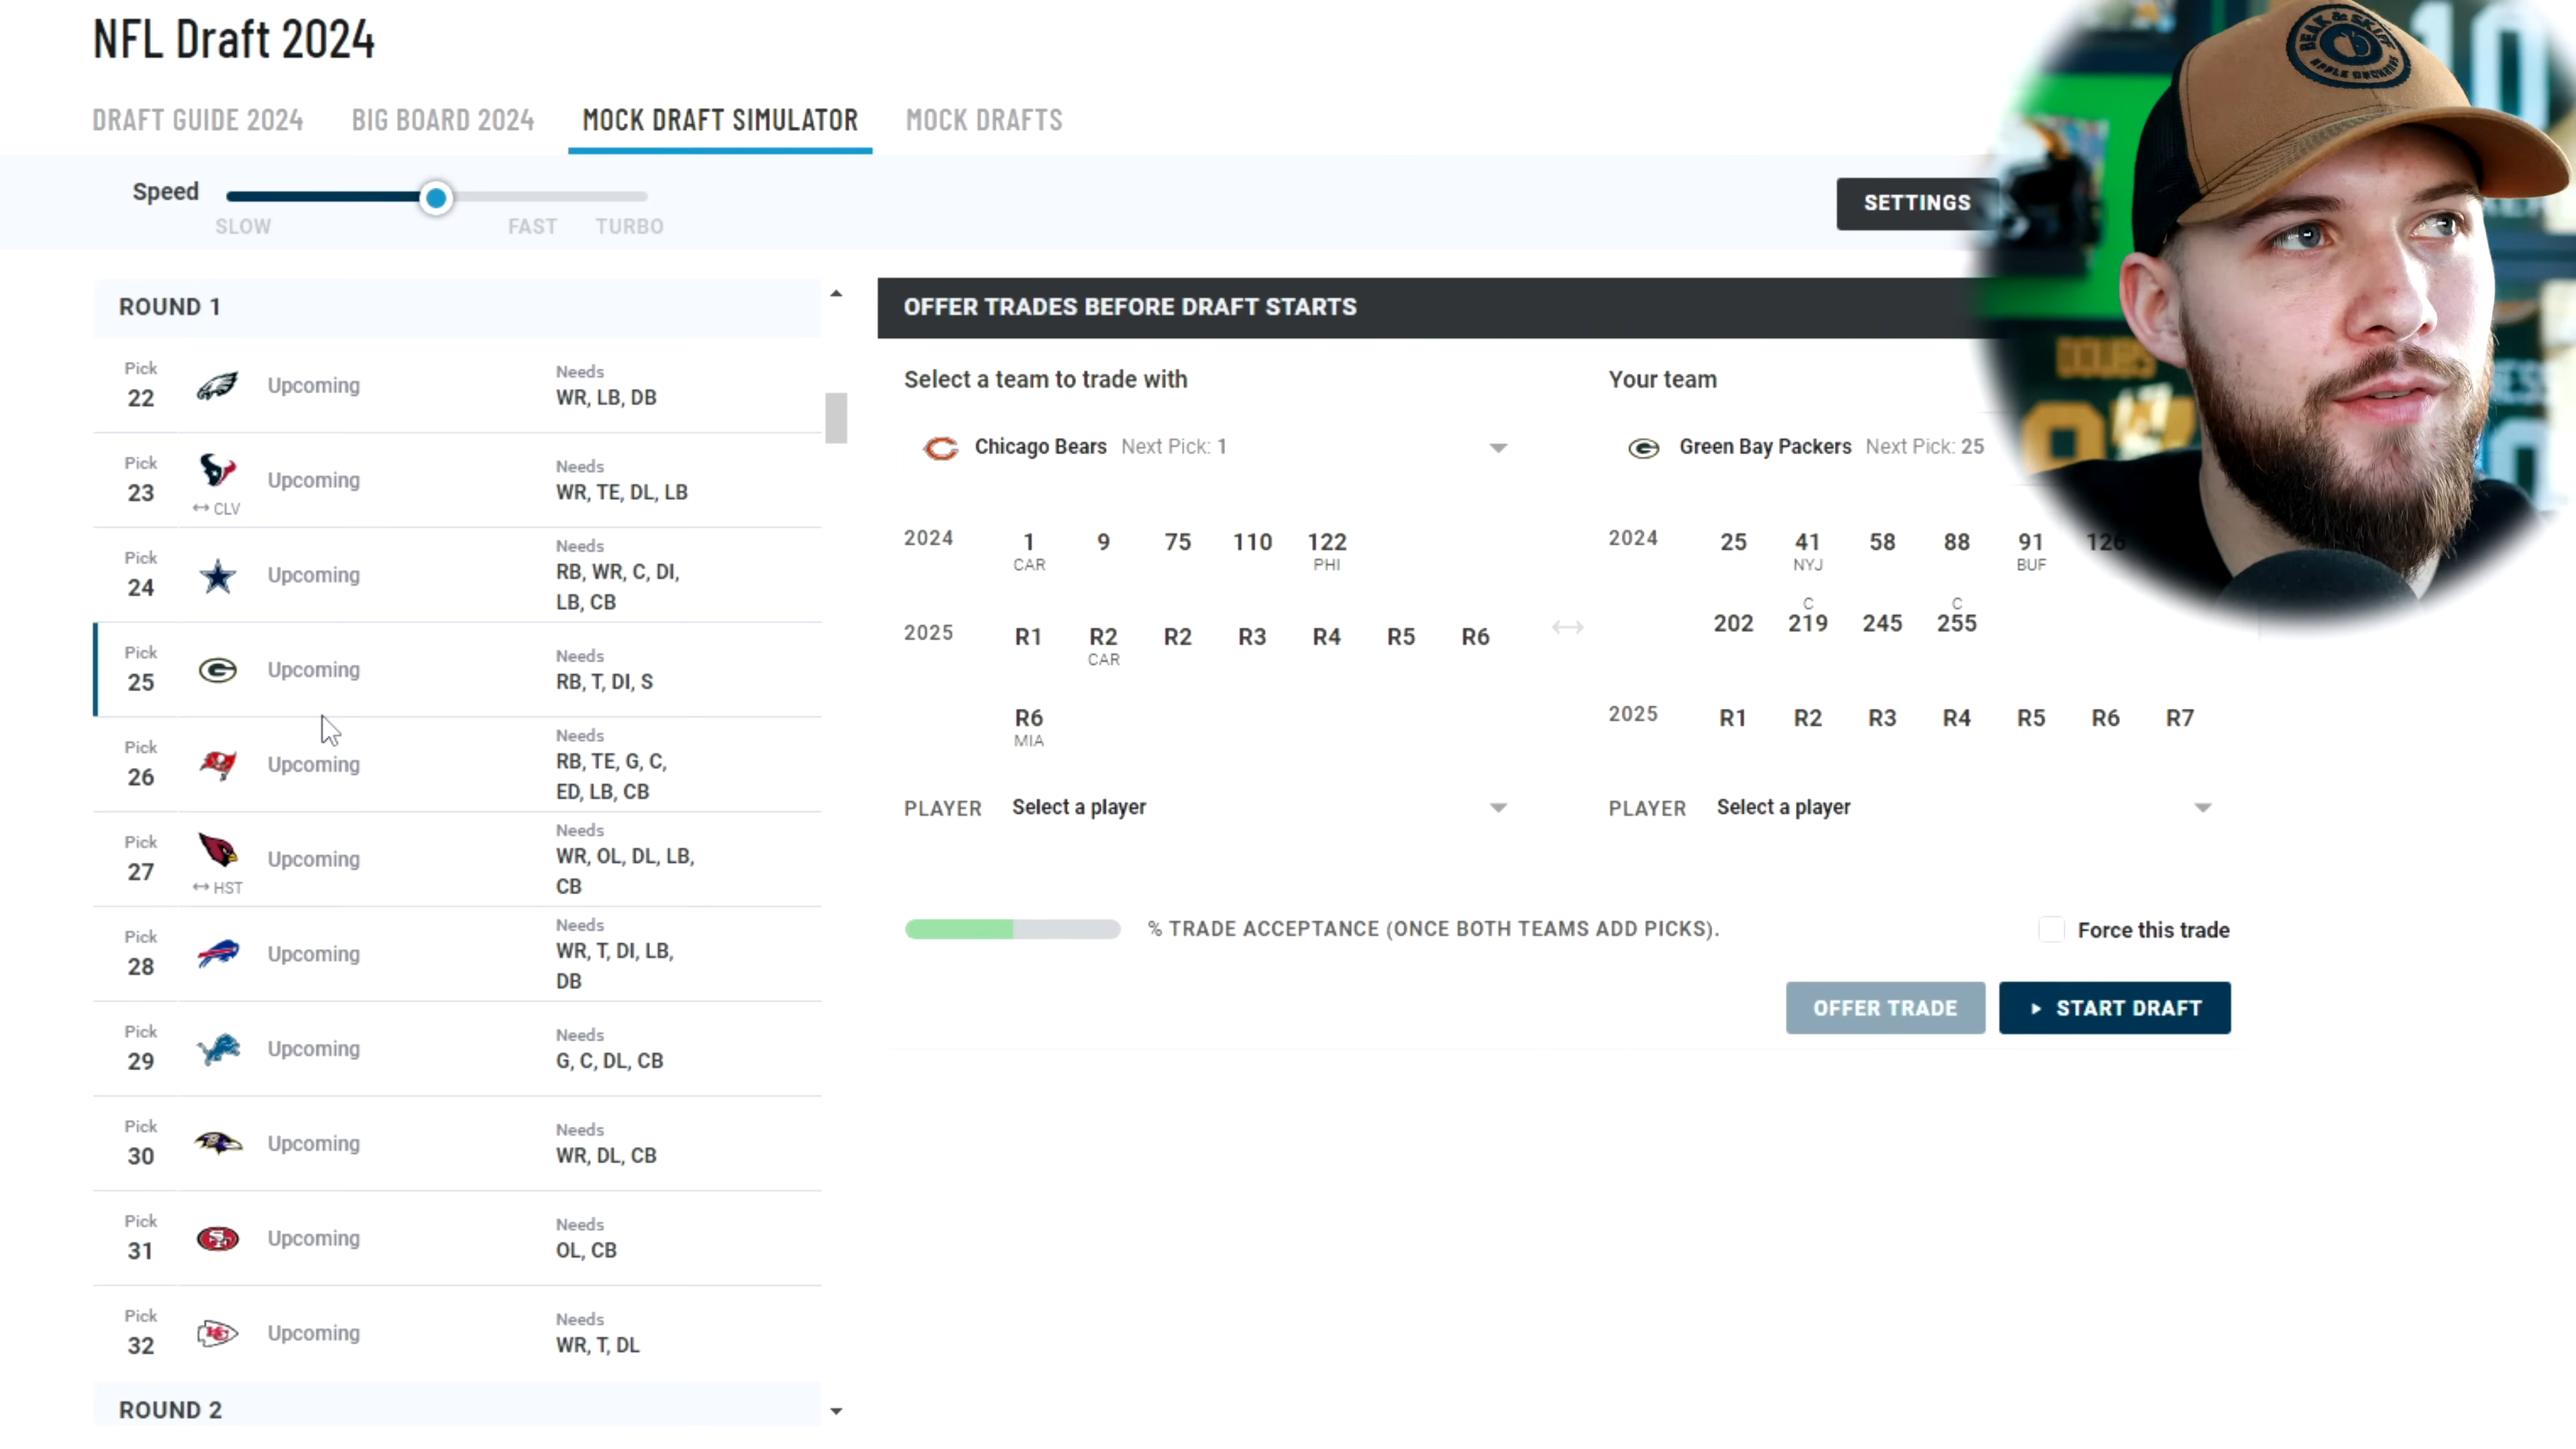 NFL Draft 2024
DRAFT GUIDE 2024 BIG BOARD 2024 MOCK DRAFT SIMULATOR MOCK DRAFTS
Speed
SLOW FAST TURBO
SETTINGS
BEAK & SKIFF
APPLE ORCHARDS
ROUND 1
Pick 22 Upcoming Needs
WR, LB, DB
Pick 23 Upcoming Needs
WR, TE, DL, LB
↔ CLV
Pick 24 Upcoming Needs
RB, WR, C, DI,
LB, CB
Pick 25 Upcoming Needs
RB, T, DI, S
Pick 26 Upcoming Needs
RB, TE, G, C,
ED, LB, CB
Pick 27 Upcoming Needs
WR, OL, DL, LB,
CB
↔ HST
Pick 28 Upcoming Needs
WR, T, DI, LB,
DB
Pick 29 Upcoming Needs
G, C, DL, CB
Pick 30 Upcoming Needs
WR, DL, CB
Pick 31 Upcoming Needs
OL, CB
Pick 32 Upcoming Needs
WR, T, DL
ROUND 2
OFFER TRADES BEFORE DRAFT STARTS
Select a team to trade with
Chicago Bears Next Pick: 1
2024 1 9 75 110 122
CAR PHI
2025 R1 R2 R2 R3 R4 R5 R6
CAR
R6
MIA
PLAYER Select a player
Your team
Green Bay Packers Next Pick: 25
2024 25 41 58 88 91 126
NYJ BUF
C C
202 219 245 255
2025 R1 R2 R3 R4 R5 R6 R7
PLAYER Select a player
% TRADE ACCEPTANCE (ONCE BOTH TEAMS ADD PICKS).
Force this trade
OFFER TRADE START DRAFT
DOUBS